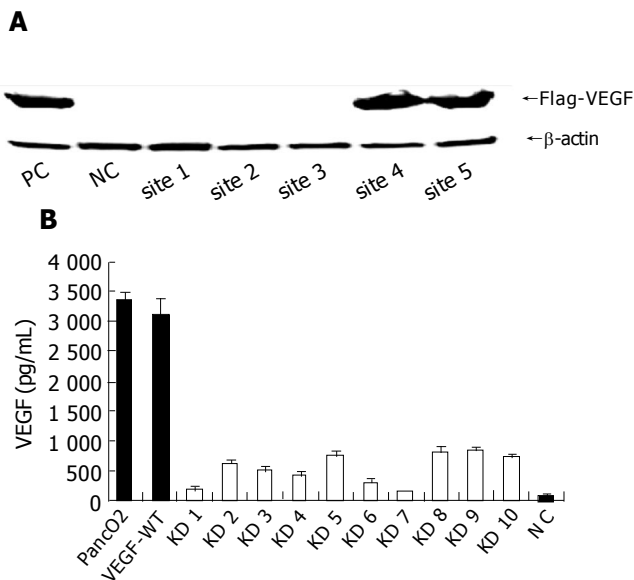 A
←Flag-VEGF
←β-actin
PC NC site 1 site 2 site 3 site 4 site 5
B
VEGF (pg/mL)
4 000
3 500
3 000
2 500
2 000
1 500
1 000
500
0
PancO2 VEGF-WT KD 1 KD 2 KD 3 KD 4 KD 5 KD 6 KD 7 KD 8 KD 9 KD 10 N C